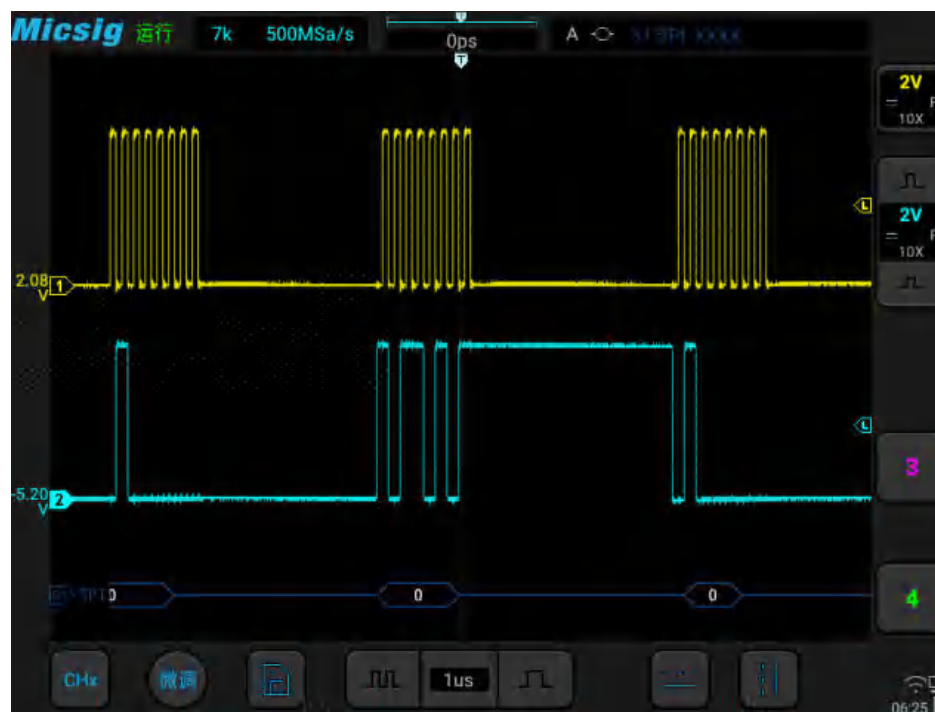 Micsig 运行 7k 500MSa/s 0ps A
T
2V
10X
L
2V
10X
2.08 1
V
L
3
-5.20 2
V
0 0 0
4
CHx 微调 1us
06:25